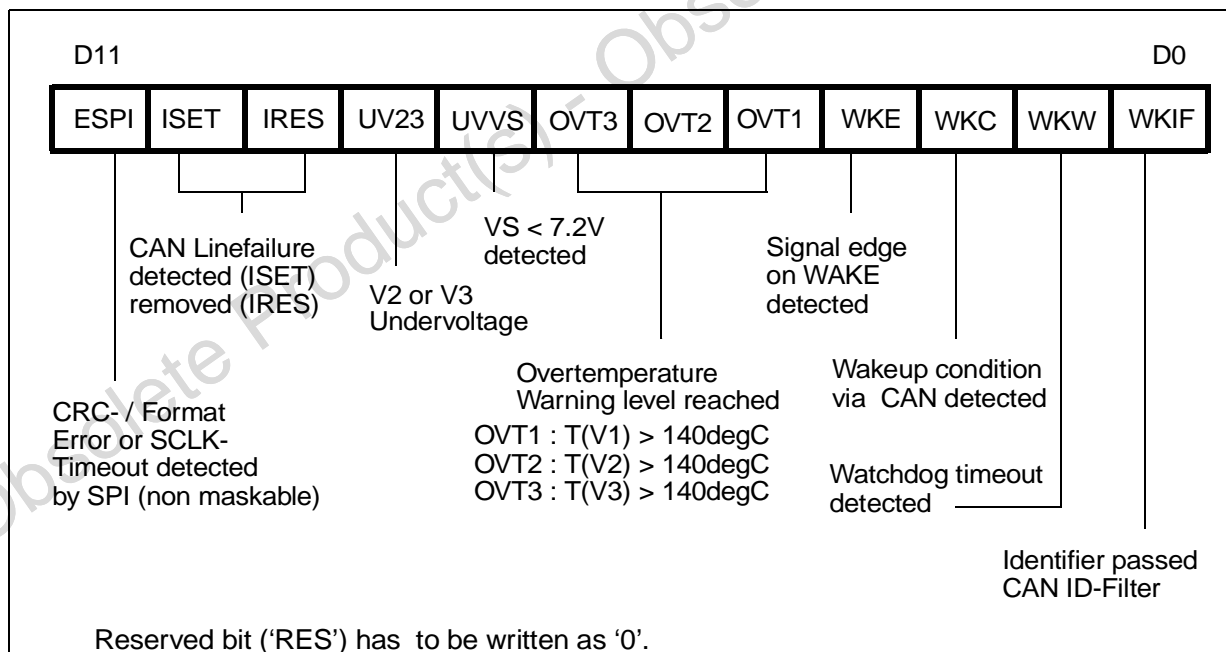 D11 D0
ESPI ISET IRES UV23 UVVS OVT3 OVT2 OVT1 WKE WKC WKW WKIF
CAN Linefailure
detected (ISET)
removed (IRES)
V2 or V3
Undervoltage
VS < 7.2V
detected
Signal edge
on WAKE
detected
CRC- / Format
Error or SCLK-
Timeout detected
by SPI (non maskable)
Overtemperature
Warning level reached
OVT1 : T(V1) > 140degC
OVT2 : T(V2) > 140degC
OVT3 : T(V3) > 140degC
Wakeup condition
via CAN detected
Watchdog timeout
detected
Identifier passed
CAN ID-Filter
Reserved bit (‘RES’) has to be written as ‘0’.
Obsolete Product(s) - Obso